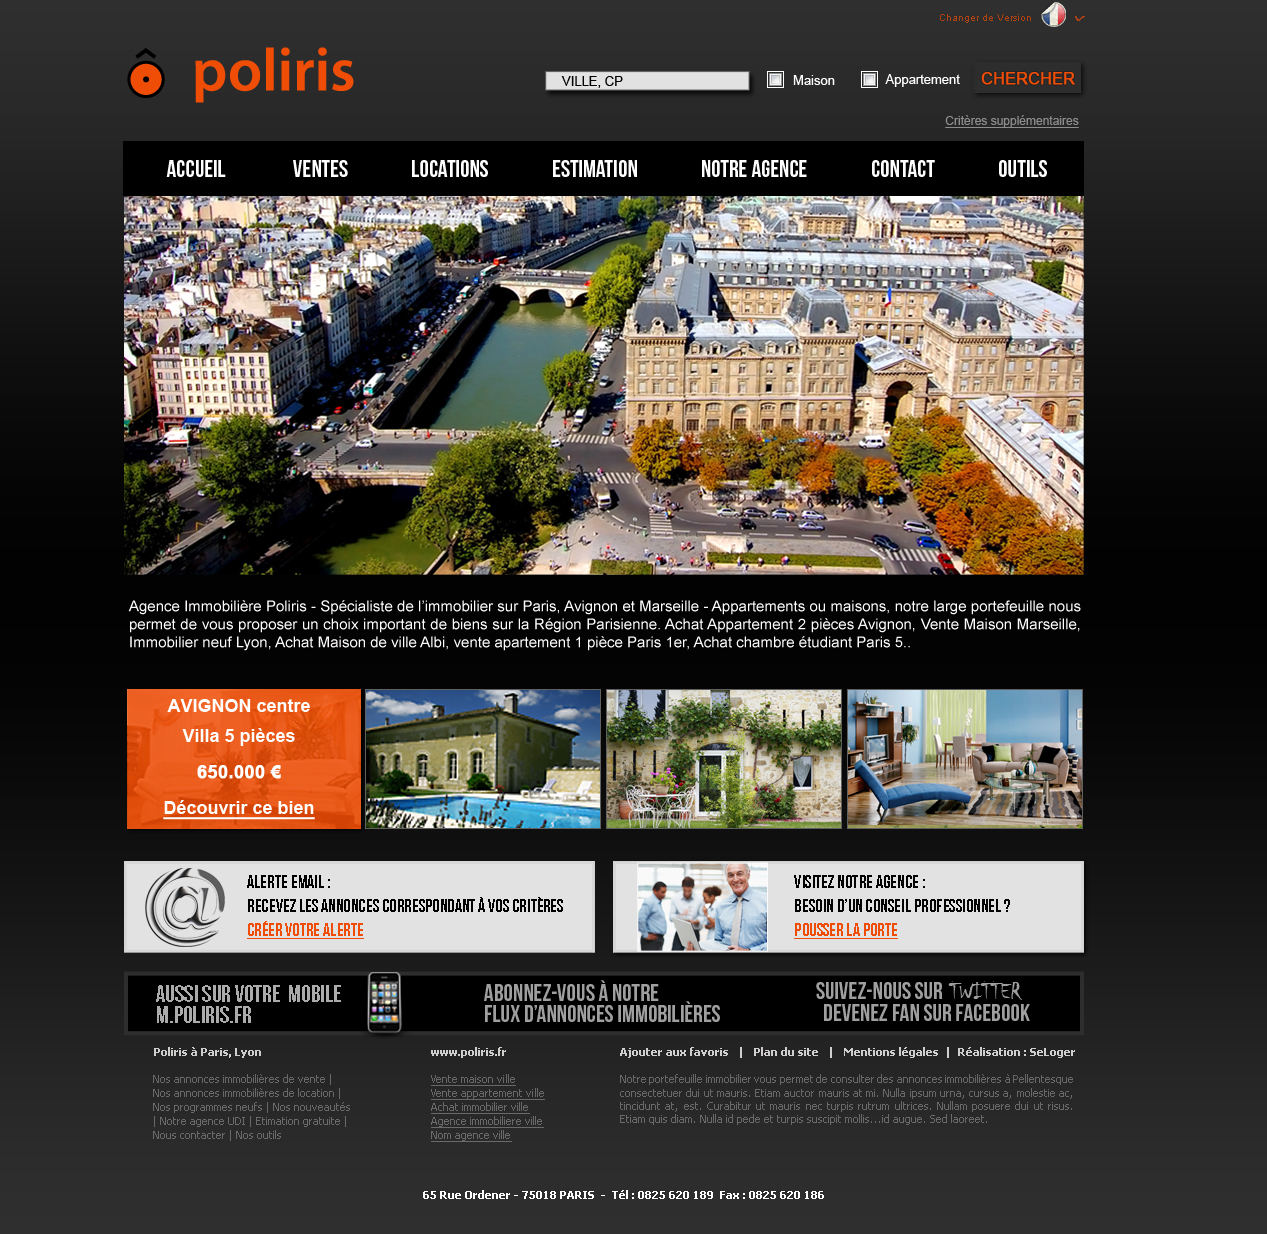 Changer de Version
ô poliris
VILLE, CP
Maison
Appartement
CHERCHER
Critères supplémentaires
ACCUEIL VENTES LOCATIONS ESTIMATION NOTRE AGENCE CONTACT OUTILS
Agence Immobilière Poliris - Spécialiste de l'immobilier sur Paris, Avignon et Marseille - Appartements ou maisons, notre large portefeuille nous
permet de vous proposer un choix important de biens sur la Région Parisienne. Achat Appartement 2 pièces Avignon, Vente Maison Marseille,
Immobilier neuf Lyon, Achat Maison de ville Albi, vente apartement 1 pièce Paris 1er, Achat chambre étudiant Paris 5..
AVIGNON centre
Villa 5 pièces
650.000 €
Découvrir ce bien
ALERTE EMAIL :
RECEVEZ LES ANNONCES CORRESPONDANT À VOS CRITÈRES
CRÉER VOTRE ALERTE
VISITEZ NOTRE AGENCE :
BESOIN D'UN CONSEIL PROFESSIONNEL ?
POUSSER LA PORTE
AUSSI SUR VOTRE MOBILE
M.POLIRIS.FR
ABONNEZ-VOUS À NOTRE
FLUX D'ANNONCES IMMOBILIÈRES
SUIVEZ-NOUS SUR TWITTER
DEVENEZ FAN SUR FACEBOOK
Poliris à Paris, Lyon
Nos annonces immobilières de vente |
Nos annonces immobilières de location |
Nos programmes neufs | Nos nouveautés
| Notre agence UDI | Etimation gratuite |
Nous contacter | Nos outils
www.poliris.fr
Vente maison ville
Vente appartement ville
Achat immobilier ville
Agence immobiliere ville
Nom agence ville
Ajouter aux favoris | Plan du site | Mentions légales | Réalisation : SeLoger
Notre portefeuille immobilier vous permet de consulter des annonces immobilières à Pellentesque
consectetuer dui ut mauris. Etiam auctor mauris at mi. Nulla ipsum urna, cursus a, molestie ac,
tincidunt at, est. Curabitur ut mauris nec turpis rutrum ultrices. Nullam posuere dui ut risus.
Etiam quis diam. Nulla id pede et turpis suscipit mollis...id augue. Sed laoreet.
65 Rue Ordener - 75018 PARIS - Tél : 0825 620 189 Fax : 0825 620 186